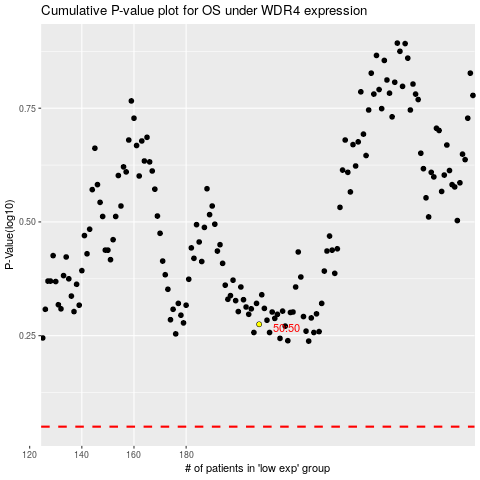 Cumulative P-value plot for OS under WDR4 expression
P-Value(log10)
0.75
0.50
0.25
50:50
120 140 160 180
# of patients in 'low exp' group